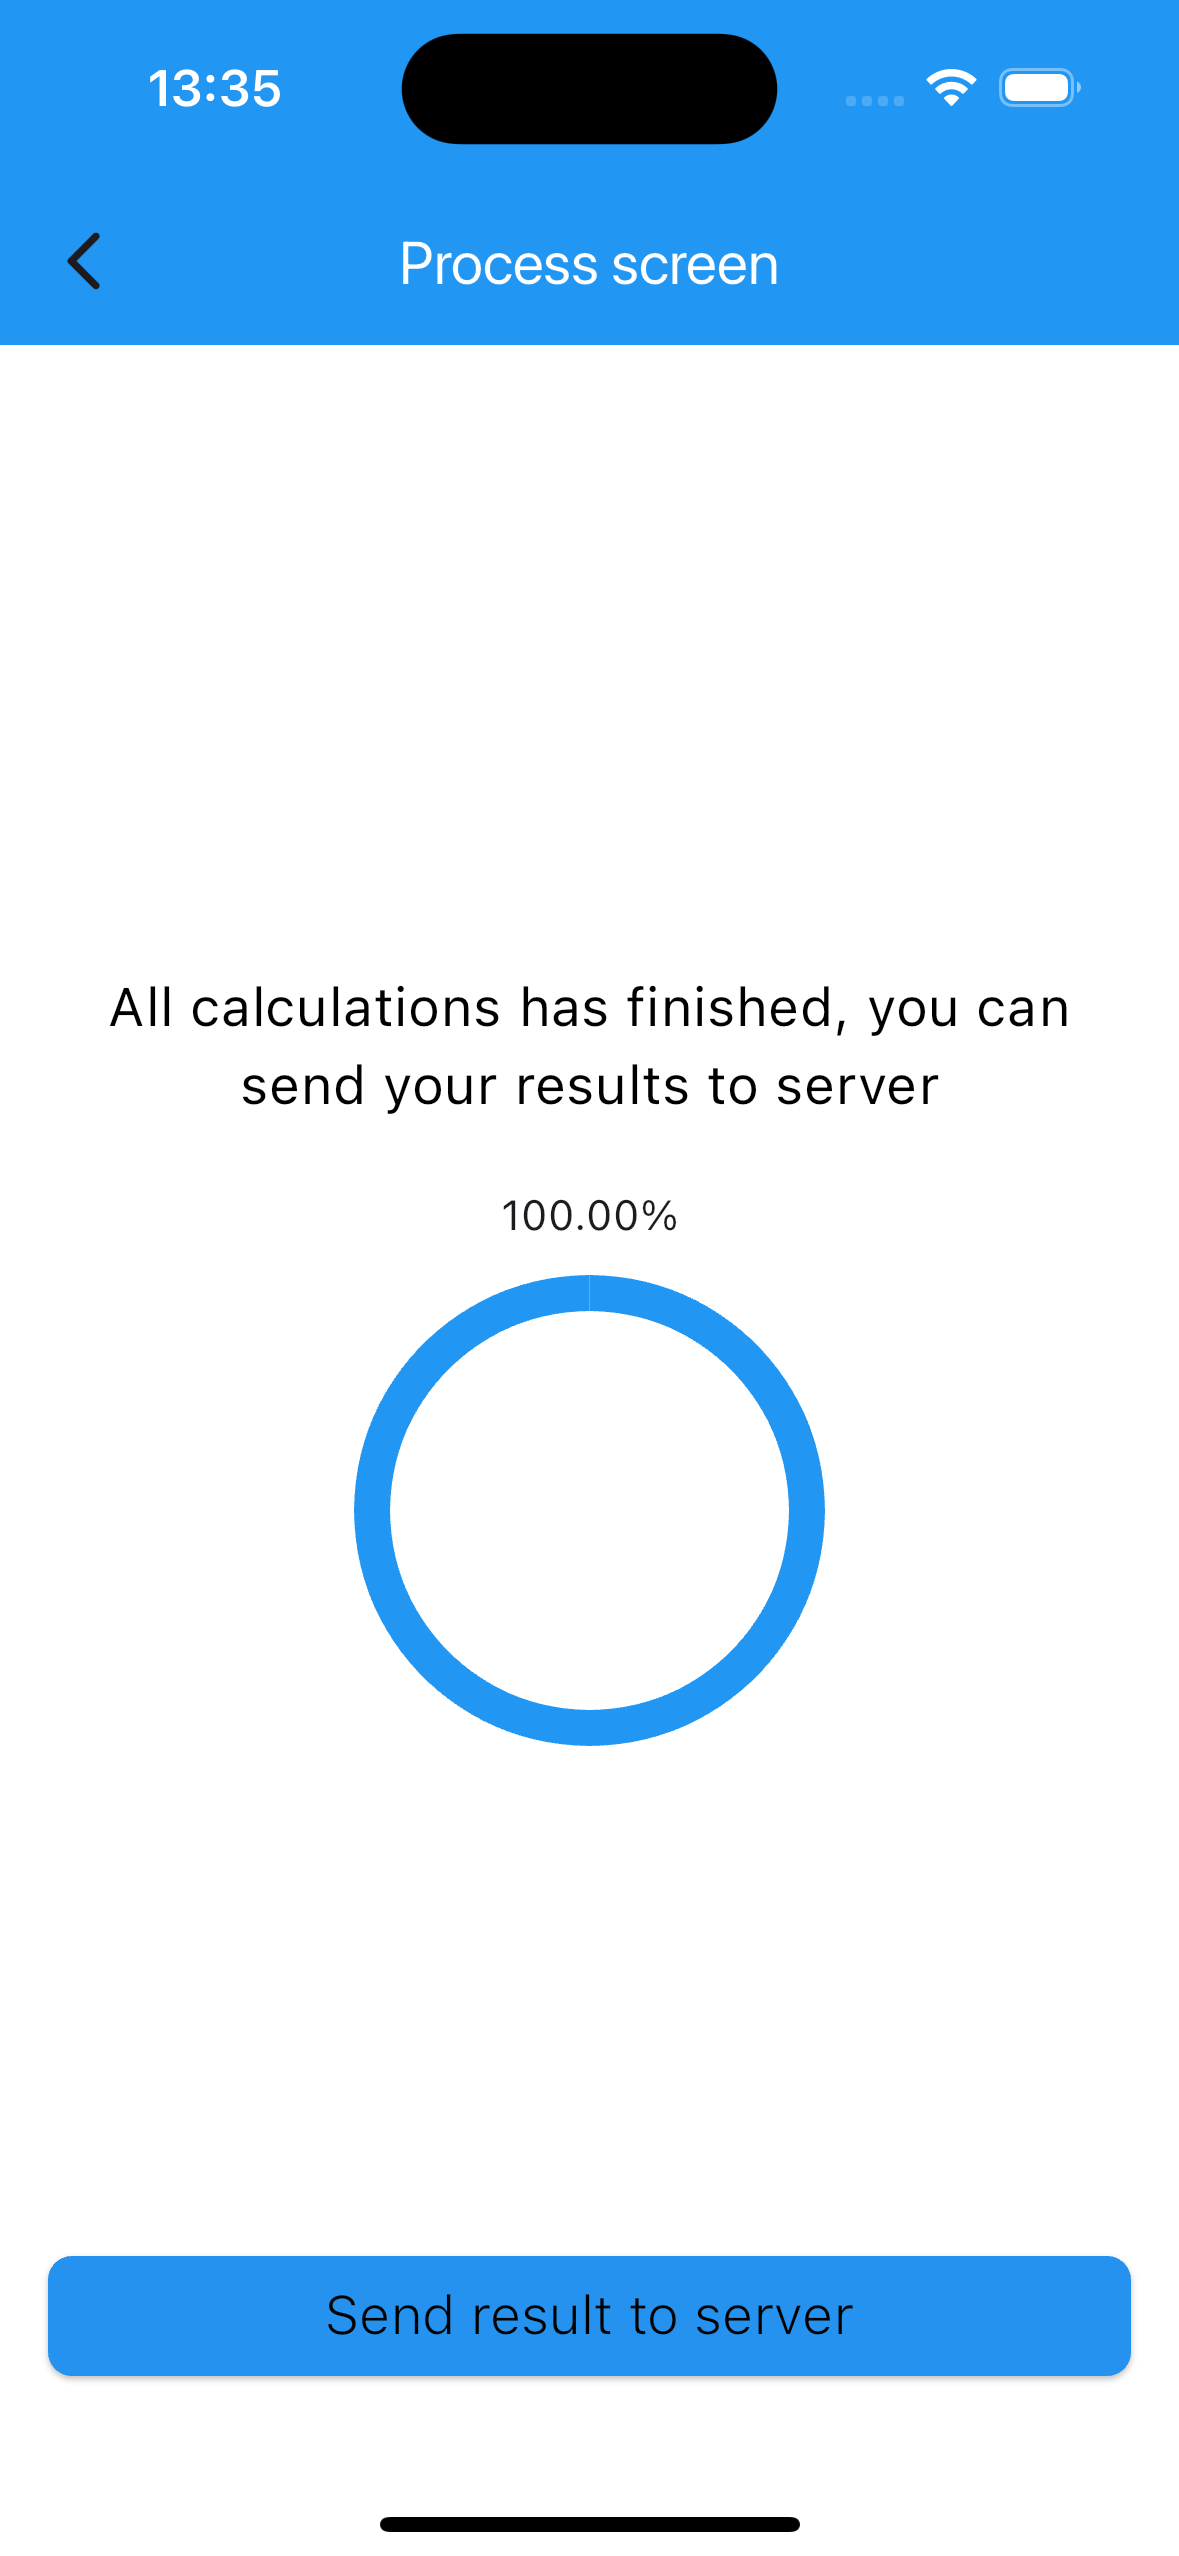 13:35
Process screen
All calculations has finished, you can
send your results to server
100.00%
Send result to server